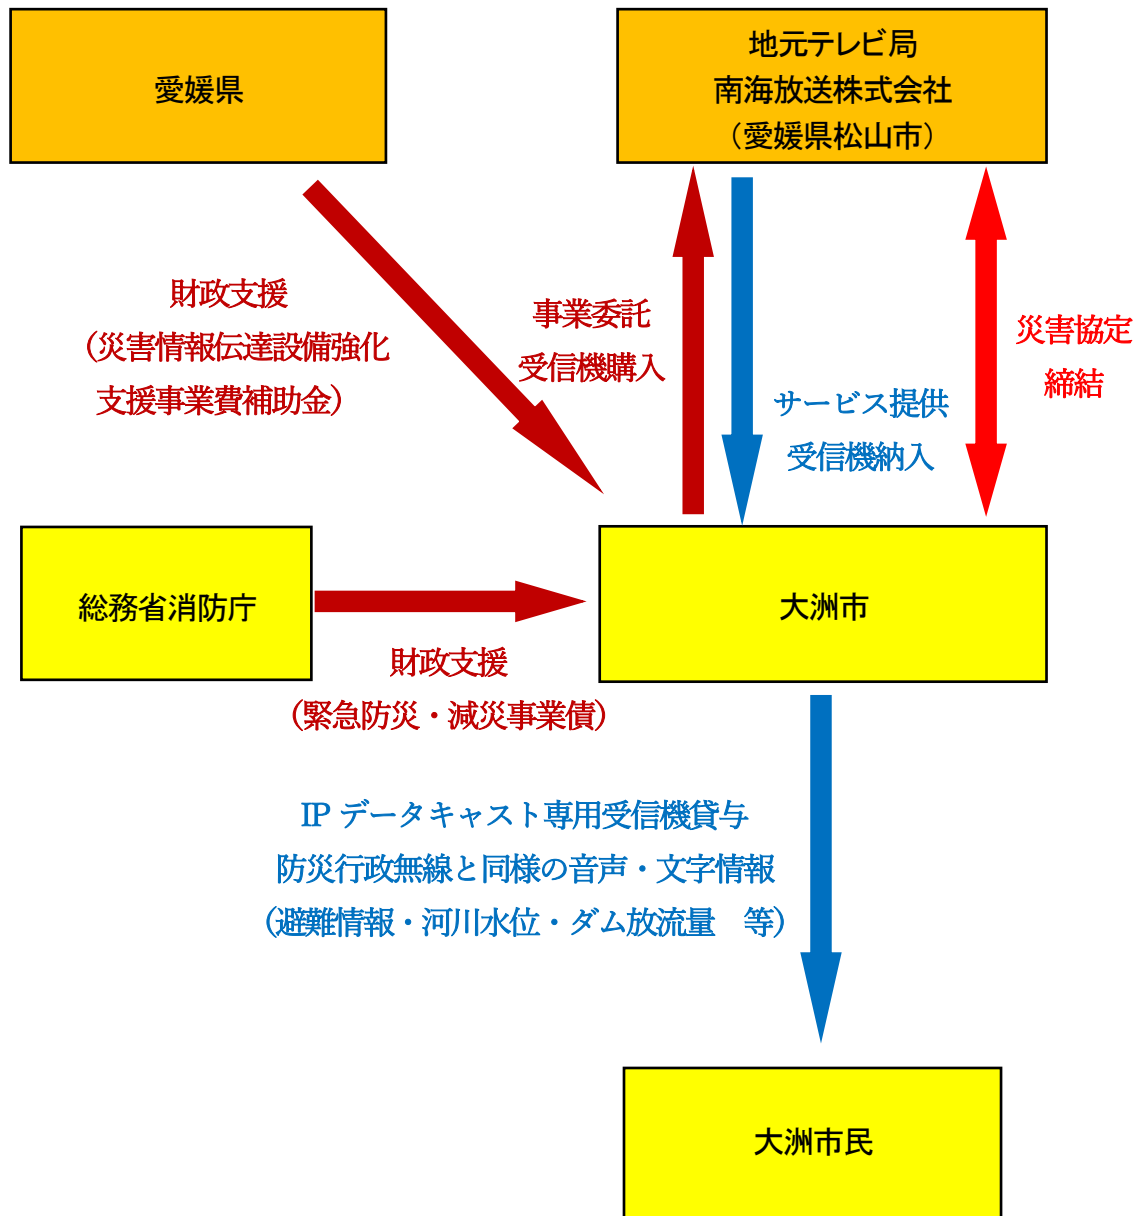 愛媛県
地元テレビ局
南海放送株式会社
（愛媛県松山市）
財政支援
（災害情報伝達設備強化
支援事業費補助金）
事業委託
受信機購入
サービス提供
受信機納入
災害協定
締結
総務省消防庁
大洲市
財政支援
（緊急防災・減災事業債）
IP データキャスト専用受信機貸与
防災行政無線と同様の音声・文字情報
（避難情報・河川水位・ダム放流量　等）
大洲市民